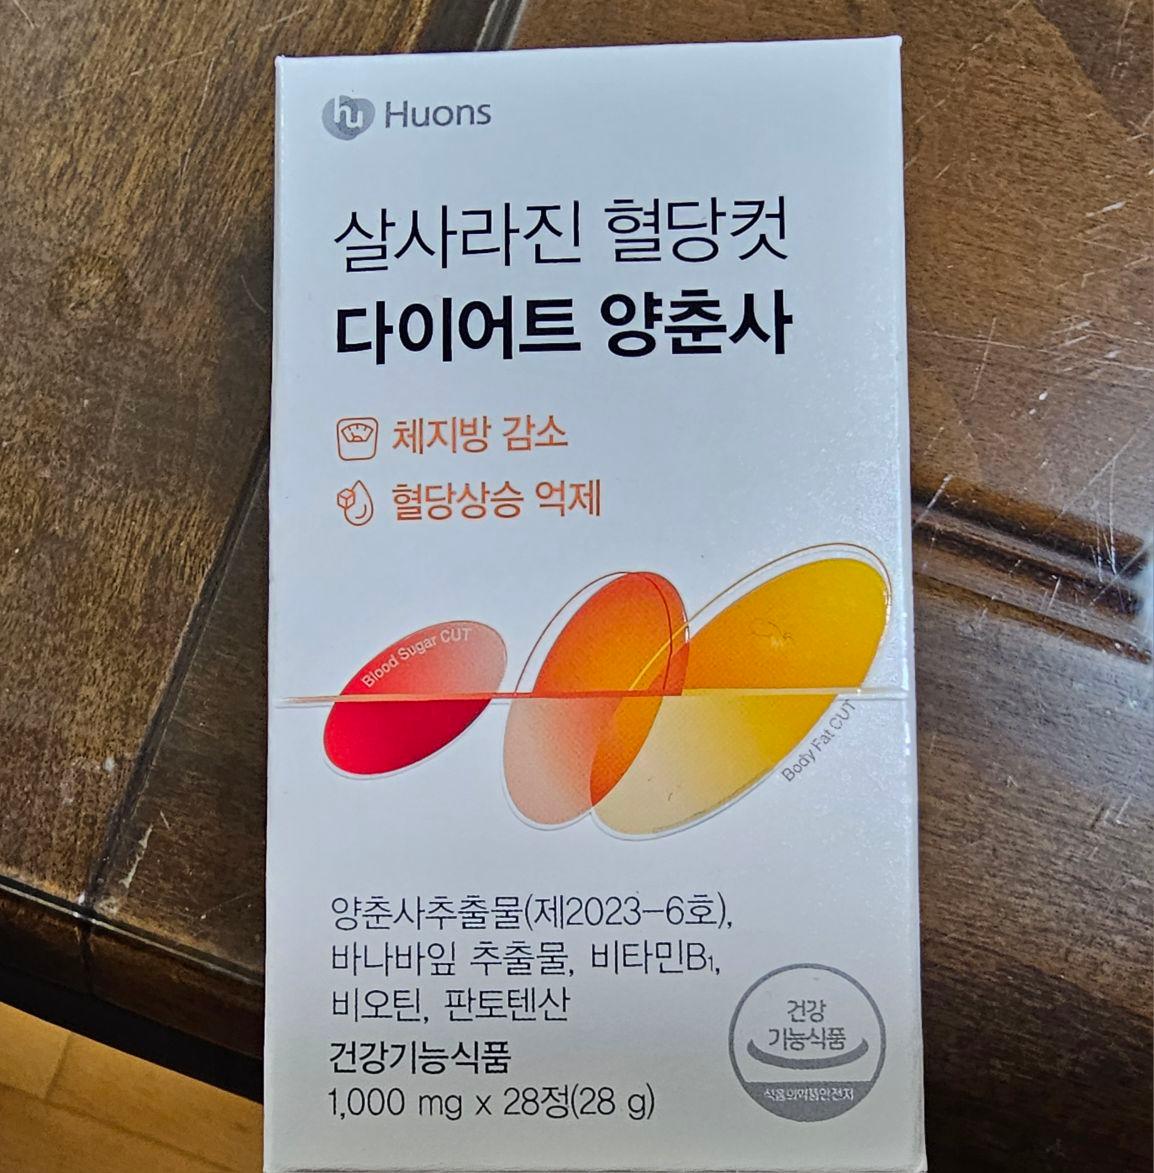 hu Huons
살사라진 혈당컷
다이어트 양춘사
체지방 감소
혈당상승 억제
Blood Sugar CUT
Body Fat CUT
양춘사추출물(제2023-6호),
바나바잎 추출물, 비타민B₁,
비오틴, 판토텐산
건강기능식품
1,000 mg x 28정(28 g)
건강
기능식품
식품의약품안전처